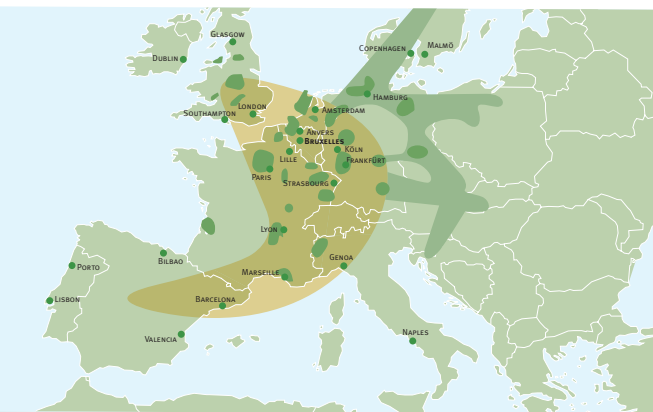 GLASGOW
COPENHAGEN
MALMÖ
DUBLIN
HAMBURG
LONDON
AMSTERDAM
SOUTHAMPTON
ANVERS
BRUXELLES
KÖLN
LILLE
FRANKFURT
PARIS
STRASBOURG
LYON
GENOA
BILBAO
PORTO
MARSEILLE
LISBON
BARCELONA
NAPLES
VALENCIA